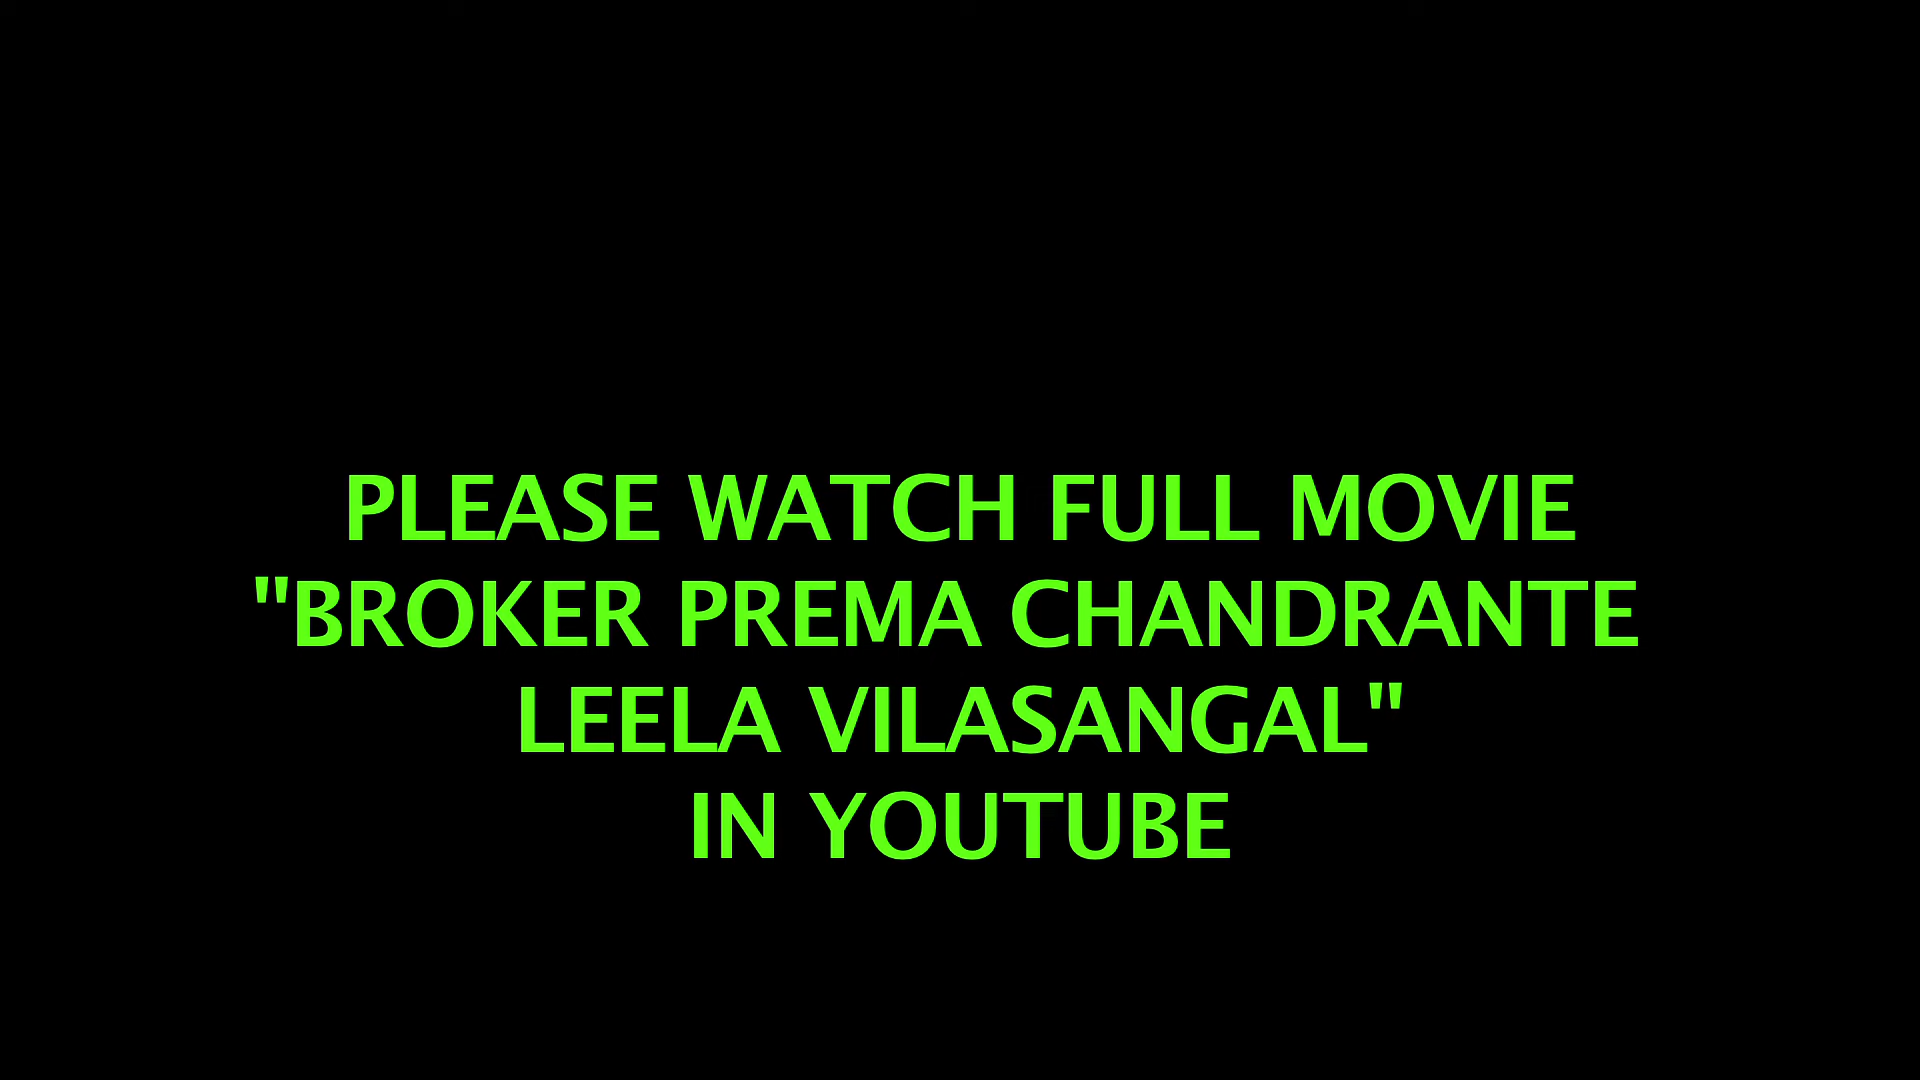 PLEASE WATCH FULL MOVIE
"BROKER PREMA CHANDRANTE
LEELA VILASANGAL"
IN YOUTUBE